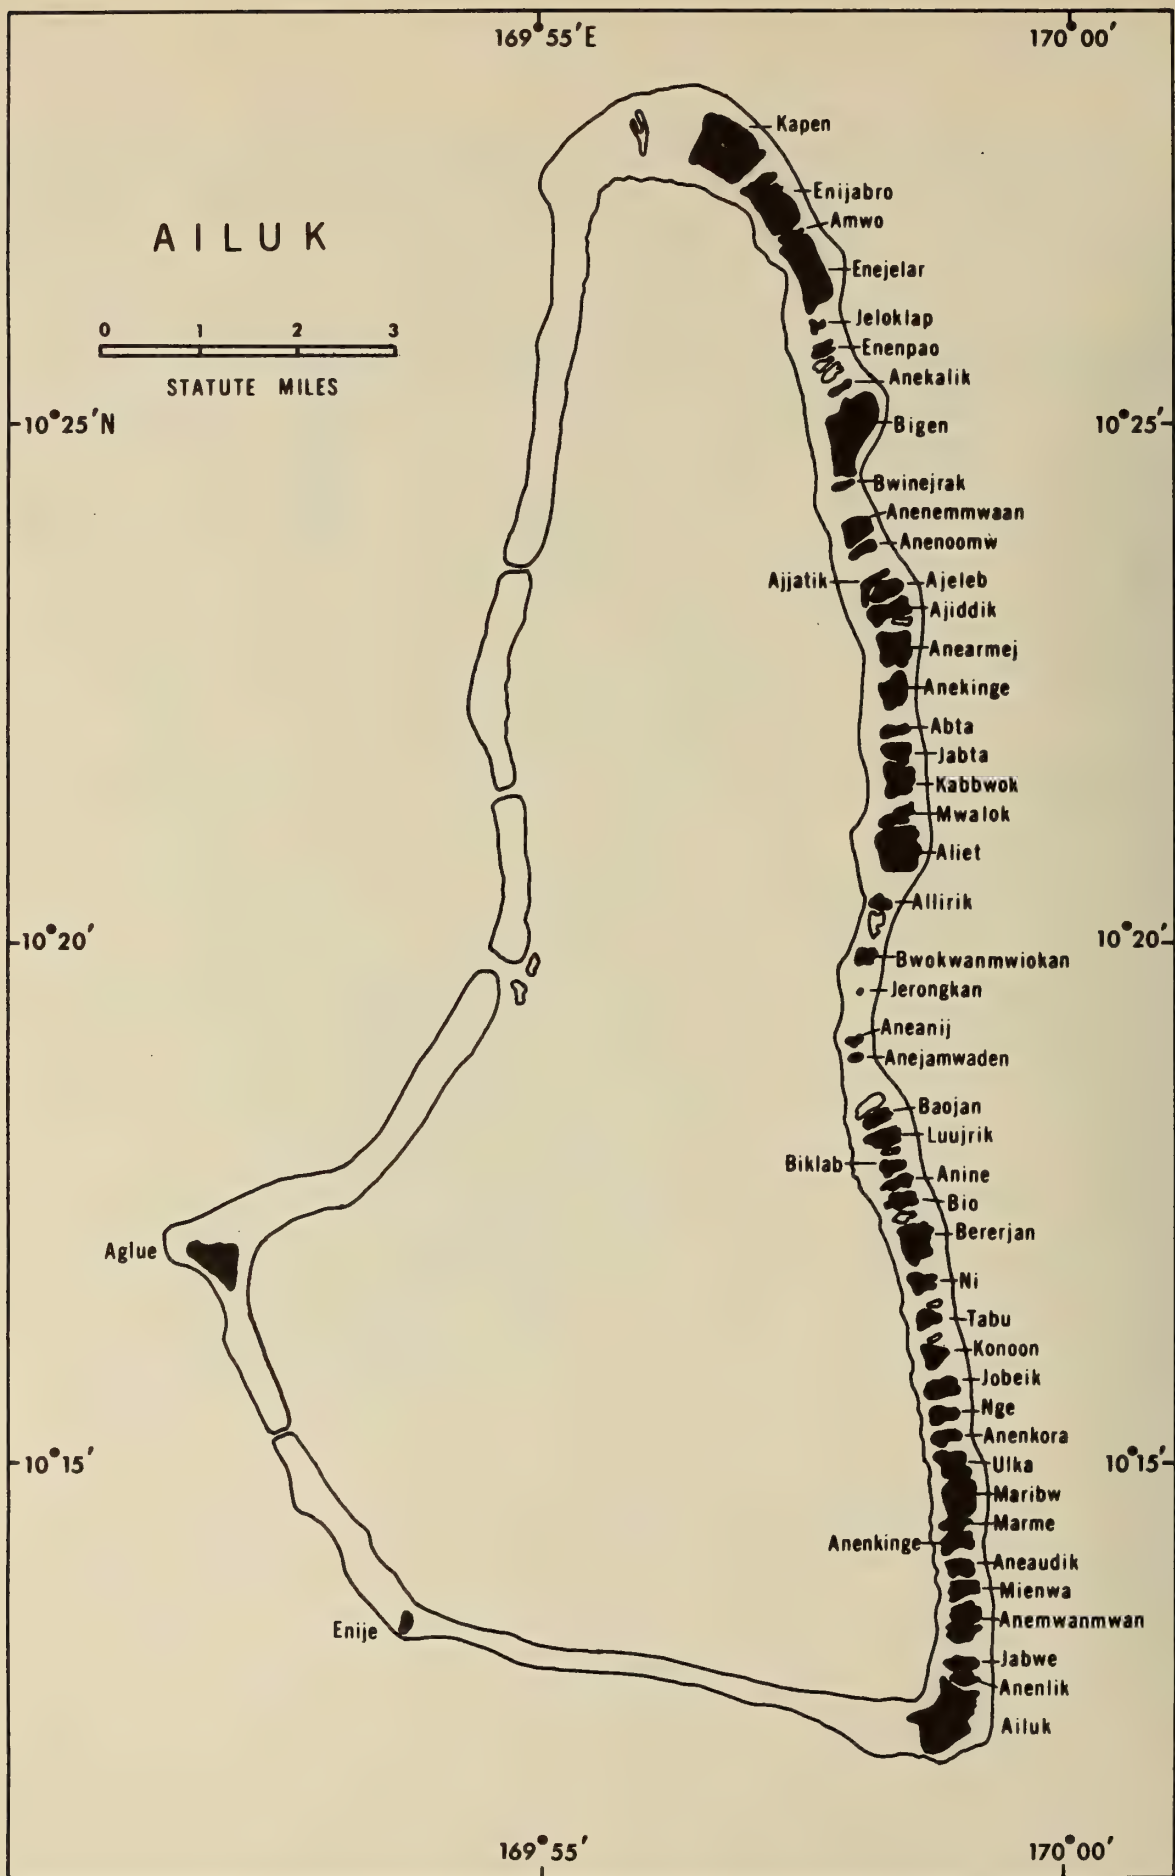 169°55'E
170°00'
Kapen
Enijabro
Amwo
AILUK
Enejelar
0 1 2 3
STATUTE MILES
Jeloklap
Enenpao
Anekalik
10°25'N
Bigen
10°25'
Bwinejrak
Anenemmwaan
Anenoomw
Ajjatik
Ajeleb
Ajiddik
Anearmej
Anekinge
Abta
Jabta
Kabbwok
Mwalok
Aliet
Allirik
10°20'
10°20'
Bwokwanmwiokan
Jerongkan
Aneanij
Anejamwaden
Baojan
Luujrik
Biklab
Anine
Bio
Bererjan
Aglue
Ni
Tabu
Konoon
Jobeik
Nge
Anenkora
10°15'
Ulka
10°15'
Maribw
Marme
Anenkinge
Aneaudik
Mienwa
Anemwanmwan
Enije
Jabwe
Anenlik
Ailuk
169°55'
170°00'